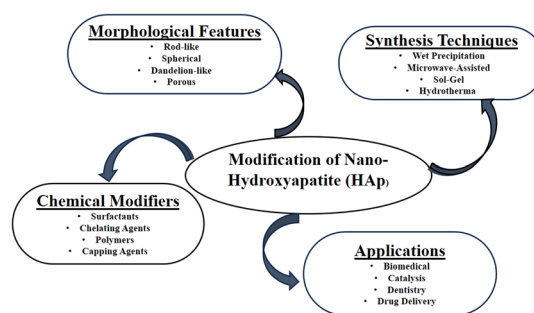 Morphological Features
• Rod-like
• Spherical
• Dandelion-like
• Porous
Synthesis Techniques
• Wet Precipitation
• Microwave-Assisted
• Sol-Gel
• Hydrotherma
Modification of Nano-
Hydroxyapatite (HAp)
Chemical Modifiers
• Surfactants
• Chelating Agents
• Polymers
• Capping Agents
Applications
• Biomedical
• Catalysis
• Dentistry
• Drug Delivery